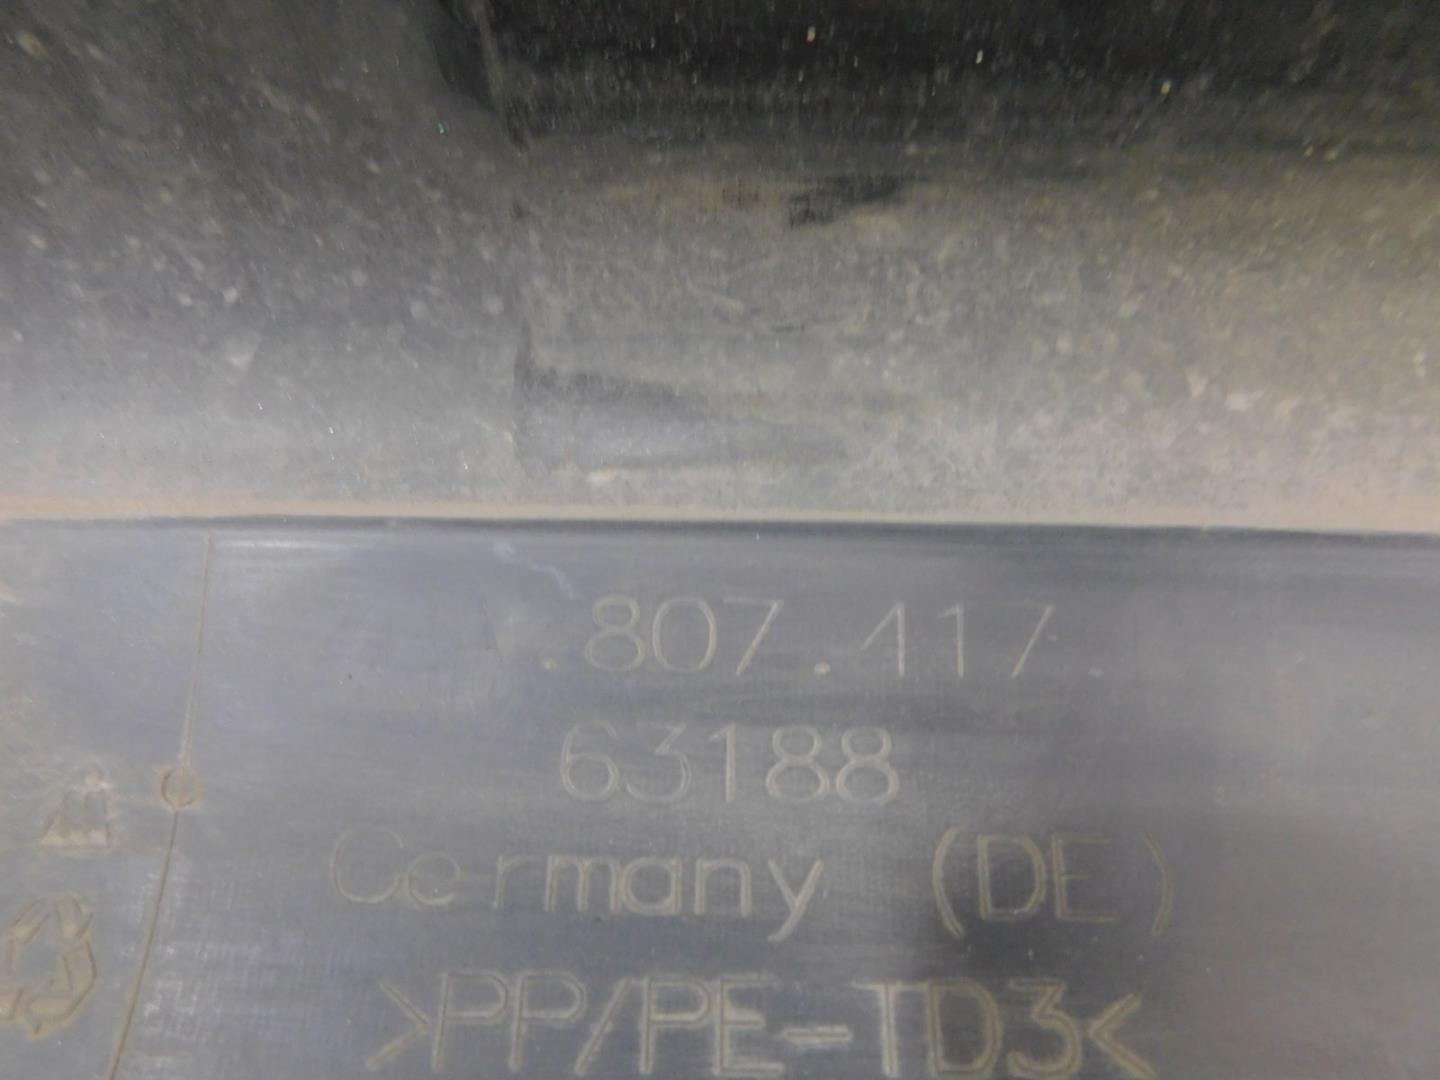 .807.417
63188
Germany (DE)
>PP/PE-TD3<